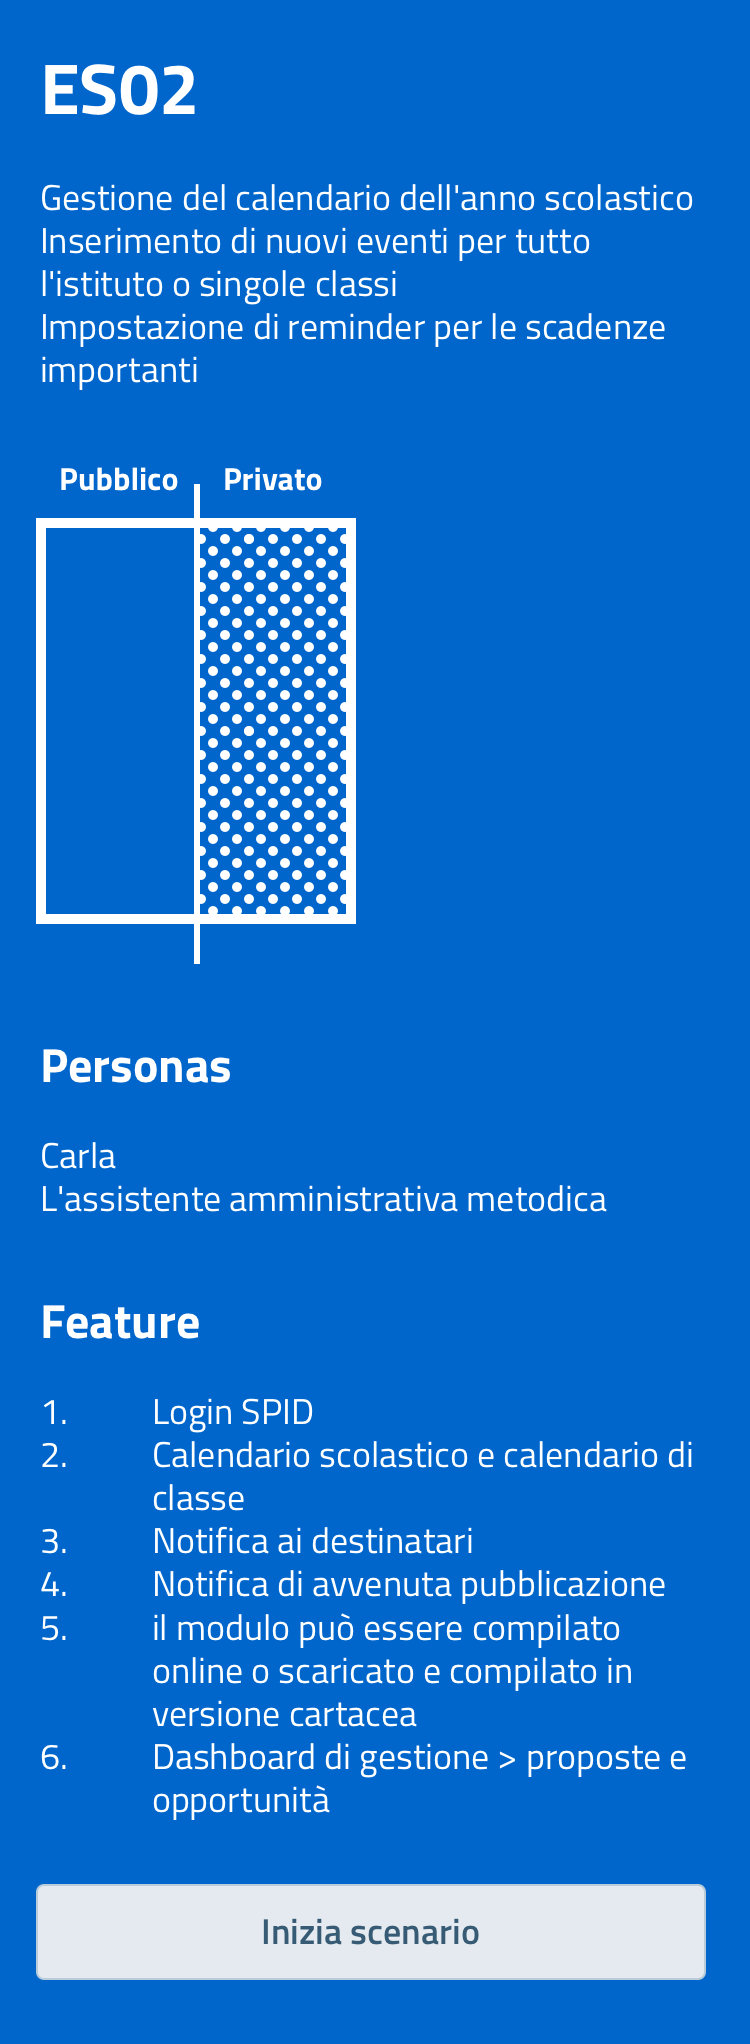 ES02
Gestione del calendario dell'anno scolastico
Inserimento di nuovi eventi per tutto
l'istituto o singole classi
Impostazione di reminder per le scadenze
importanti
Pubblico Privato
Personas
Carla
L'assistente amministrativa metodica
Feature
1. Login SPID
2. Calendario scolastico e calendario di
classe
3. Notifica ai destinatari
4. Notifica di avvenuta pubblicazione
5. il modulo può essere compilato
online o scaricato e compilato in
versione cartacea
6. Dashboard di gestione > proposte e
opportunità
Inizia scenario